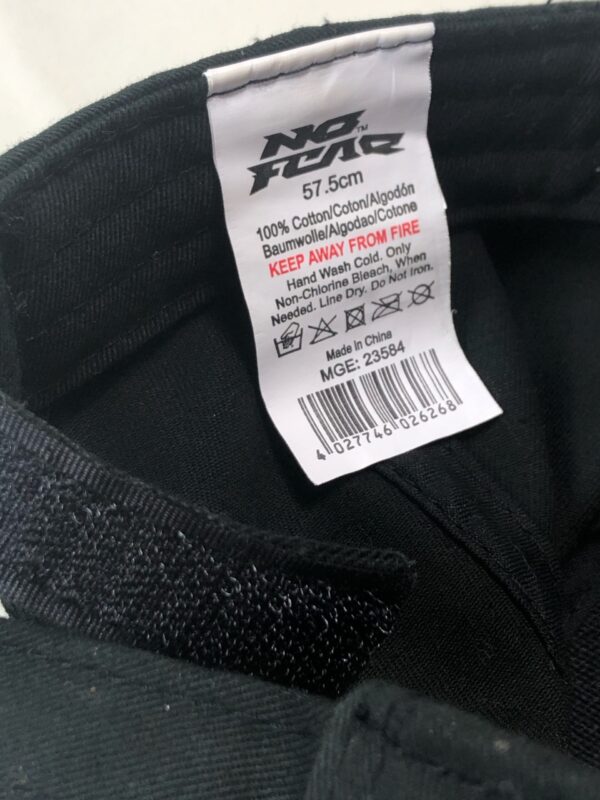 NO
FEAR™
57.5cm
100% Cotton/Coton/Algodón
Baumwolle/Algodao/Cotone
KEEP AWAY FROM FIRE
Hand Wash Cold. Only
Non-Chlorine Bleach, When
Needed. Line Dry. Do Not Iron.
Made in China
MGE: 23584
4 027746 026268